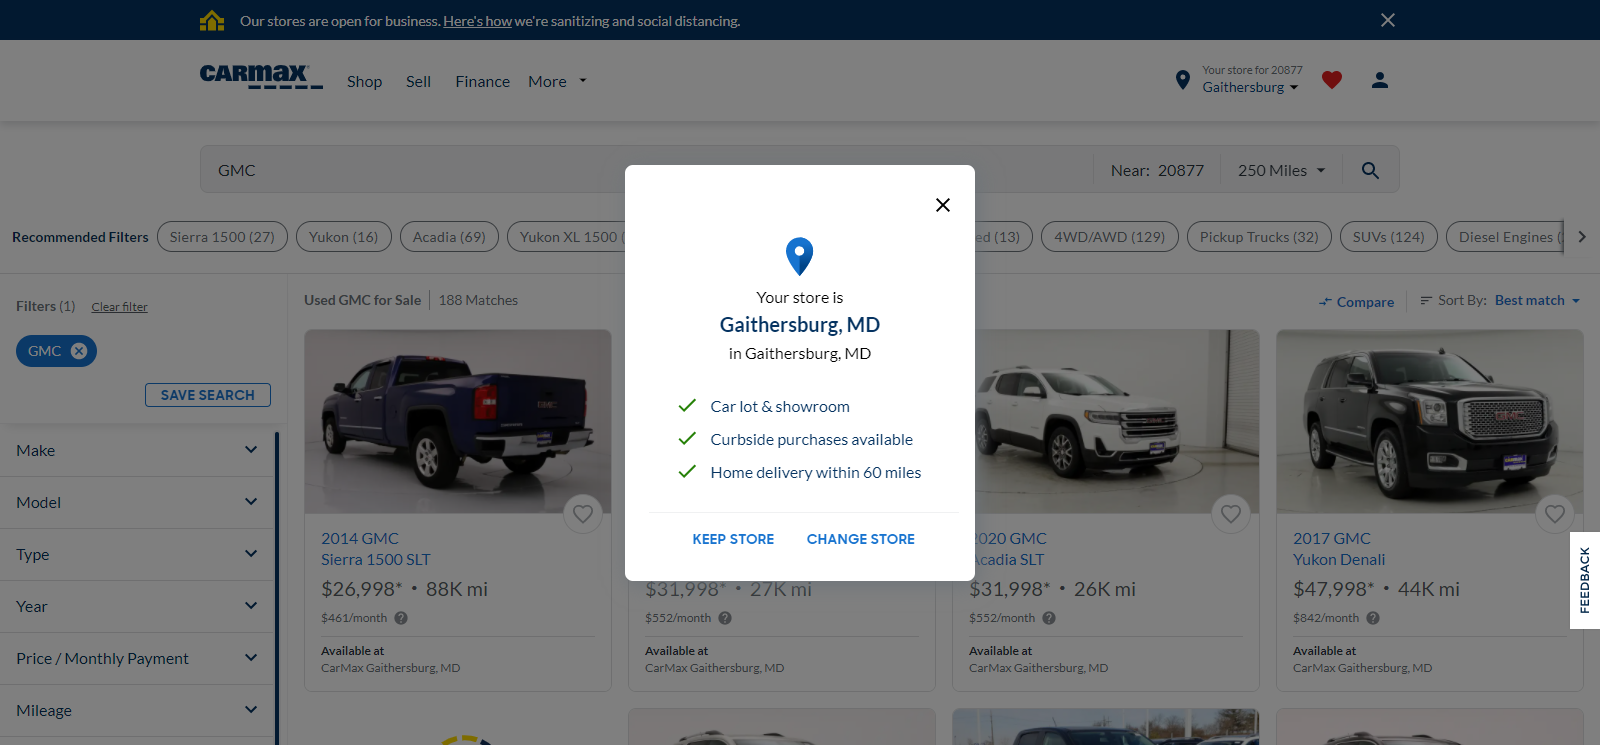 Our stores are open for business. Here's how we're sanitizing and social distancing.
CARMAX
Shop Sell Finance More
Your store for 20877
Gaithersburg
GMC
Near: 20877
250 Miles
Recommended Filters
Sierra 1500 (27)
Yukon (16)
Acadia (69)
Yukon XL 1500
(13)
4WD/AWD (129)
Pickup Trucks (32)
SUVs (124)
Diesel Engines
Filters (1)
Clear filter
GMC
SAVE SEARCH
Make
Model
Type
Year
Price / Monthly Payment
Mileage
Used GMC for Sale
188 Matches
Compare
Sort By: Best match
Your store is
Gaithersburg, MD
in Gaithersburg, MD
Car lot & showroom
Curbside purchases available
Home delivery within 60 miles
KEEP STORE
CHANGE STORE
2014 GMC
Sierra 1500 SLT
$26,998* • 88K mi
$461/month
Available at
CarMax Gaithersburg, MD
$31,998* • 27K mi
$552/month
Available at
CarMax Gaithersburg, MD
2020 GMC
Acadia SLT
$31,998* • 26K mi
$552/month
Available at
CarMax Gaithersburg, MD
2017 GMC
Yukon Denali
$47,998* • 44K mi
$842/month
Available at
CarMax Gaithersburg, MD
FEEDBACK